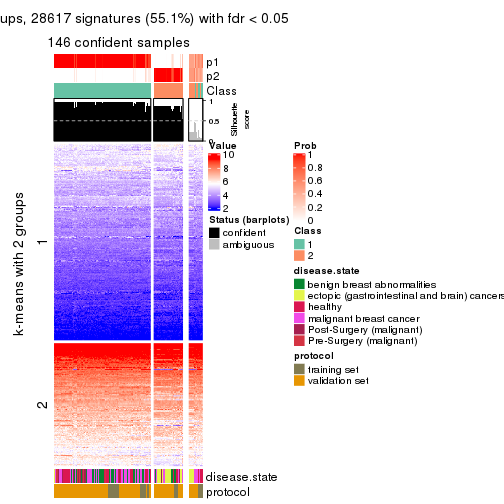 ups, 28617 signatures (55.1%) with fdr < 0.05
146 confident samples
p1
p2
Class
1
0.5
0
Silhouette
score
k-means with 2 groups
1
2
Value
10
8
6
4
2
Status (barplots)
confident
ambiguous
Prob
1
0.8
0.6
0.4
0.2
0
Class
1
2
disease.state
benign breast abnormalities
ectopic (gastrointestinal and brain) cancers
healthy
malignant breast cancer
Post-Surgery (malignant)
Pre-Surgery (malignant)
protocol
training set
validation set
disease.state
protocol